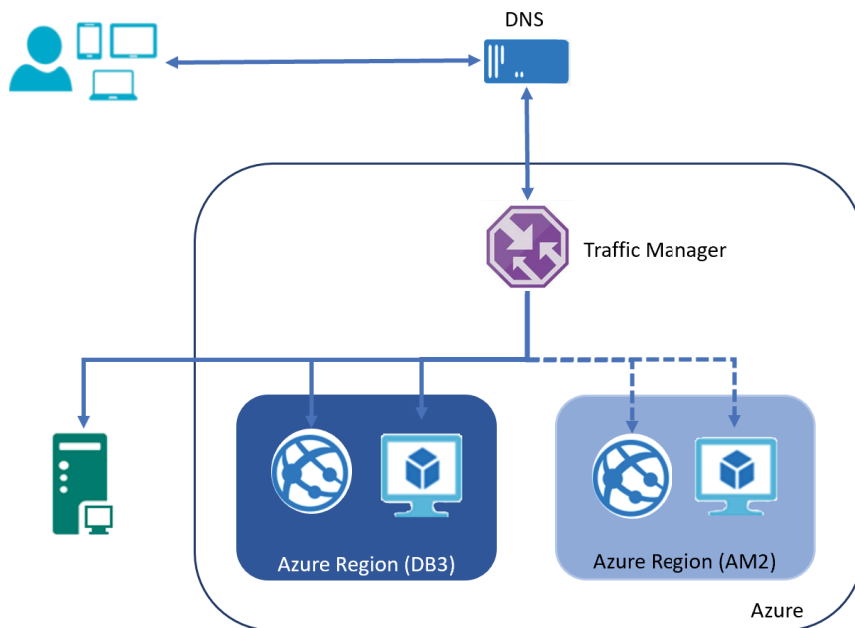 DNS
Traffic Manager
Azure Region (DB3)
Azure Region (AM2)
Azure